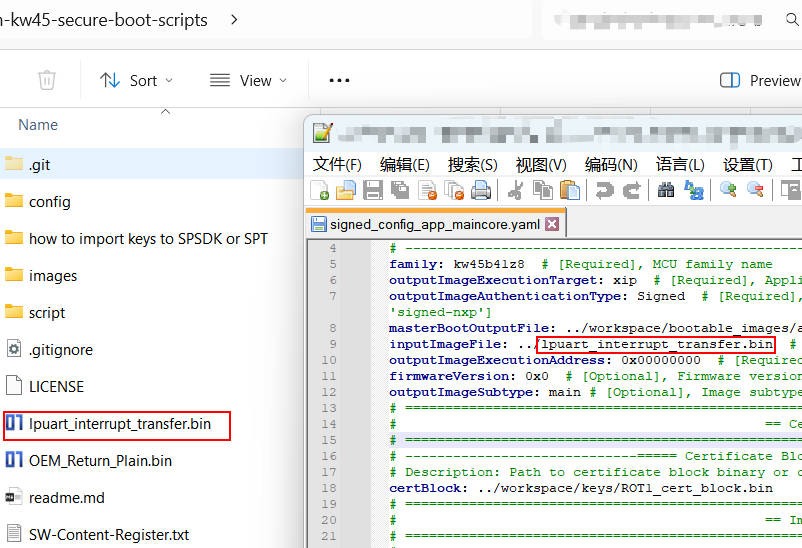 n-kw45-secure-boot-scripts
Sort
View
Preview
Name
.git
config
how to import keys to SPSDK or SPT
images
script
.gitignore
LICENSE
lpuart_interrupt_transfer.bin
OEM_Return_Plain.bin
readme.md
SW-Content-Register.txt
文件(F) 编辑(E) 搜索(S) 视图(V) 编码(N) 语言(L) 设置(T)
signed_config_app_maincore.yaml
4 # -----------------------------------------------
5 family: kw45b41z8 # [Required], MCU family name
6 outputImageExecutionTarget: xip # [Required], Appli
7 outputImageAuthenticationType: Signed # [Required],
'signed-nxp']
8 masterBootOutputFile: ../workspace/bootable_images/a
9 inputImageFile: ../lpuart_interrupt_transfer.bin #
10 outputImageExecutionAddress: 0x00000000 # [Required
11 firmwareVersion: 0x0 # [Optional], Firmware version
12 outputImageSubtype: main # [Optional], Image subtype
13 # ===============================================
14 # == Ce
15 # ===============================================
16 # -----------------------------===== Certificate Blo
17 # Description: Path to certificate block binary or c
18 certBlock: ../workspace/keys/ROT1_cert_block.bin
19 # ===============================================
20 # == Im
21 # ===============================================